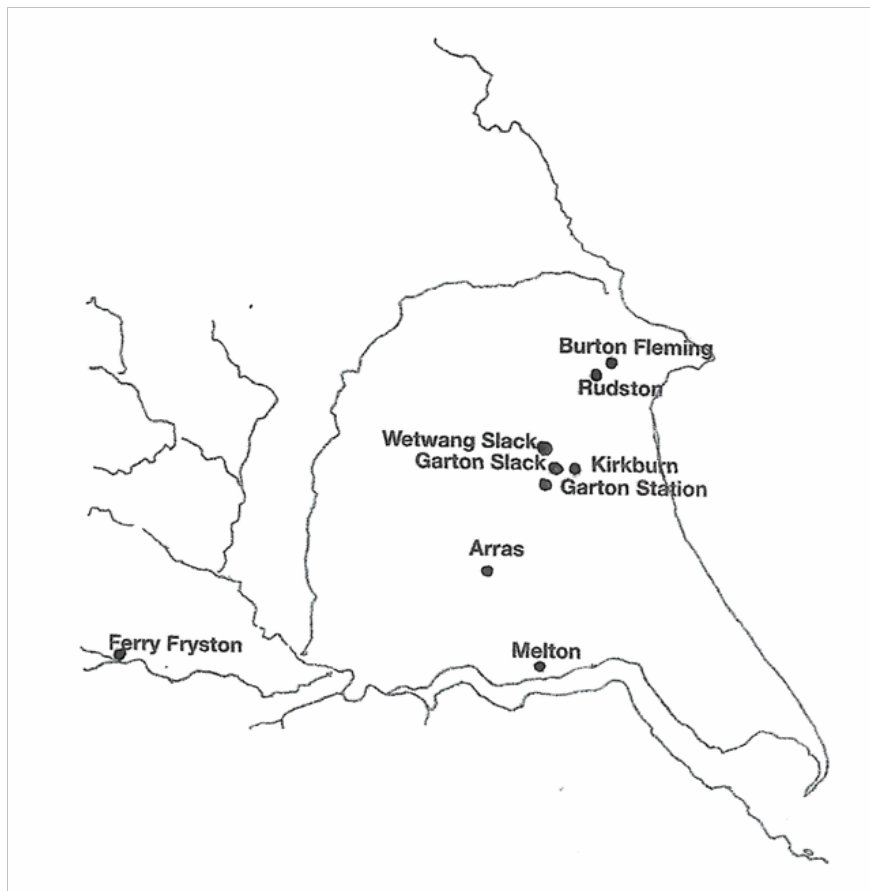 Burton Fleming
Rudston
Wetwang Slack
Garton Slack
Kirkburn
Garton Station
Arras
Ferry Fryston
Melton